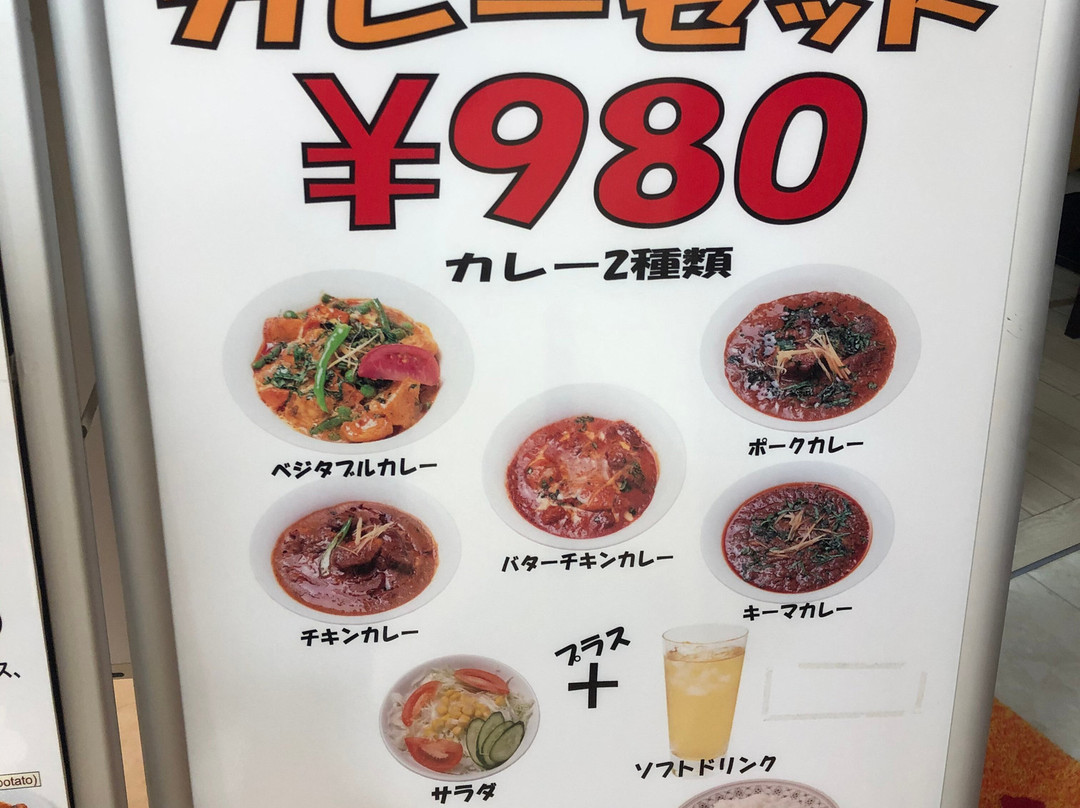 カレーセット
¥980
カレー2種類
ベジタブルカレー
ポークカレー
バターチキンカレー
チキンカレー
キーマカレー
プラス
+
サラダ
ソフトドリンク
ス、
potato)